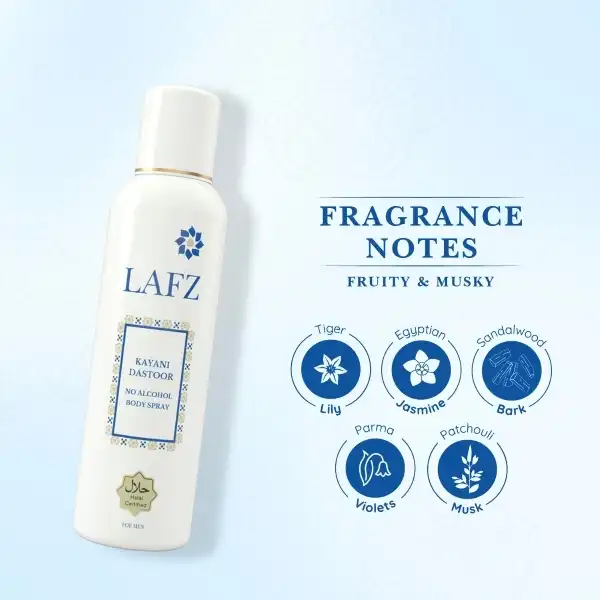 LAFZ
KAYANI
DASTOOR
NO ALCOHOL
BODY SPRAY
حلال
Halal
Certified
FOR MEN
FRAGRANCE
NOTES
FRUITY & MUSKY
Tiger
Lily
Egyptian
Jasmine
Sandalwood
Bark
Parma
Violets
Patchouli
Musk